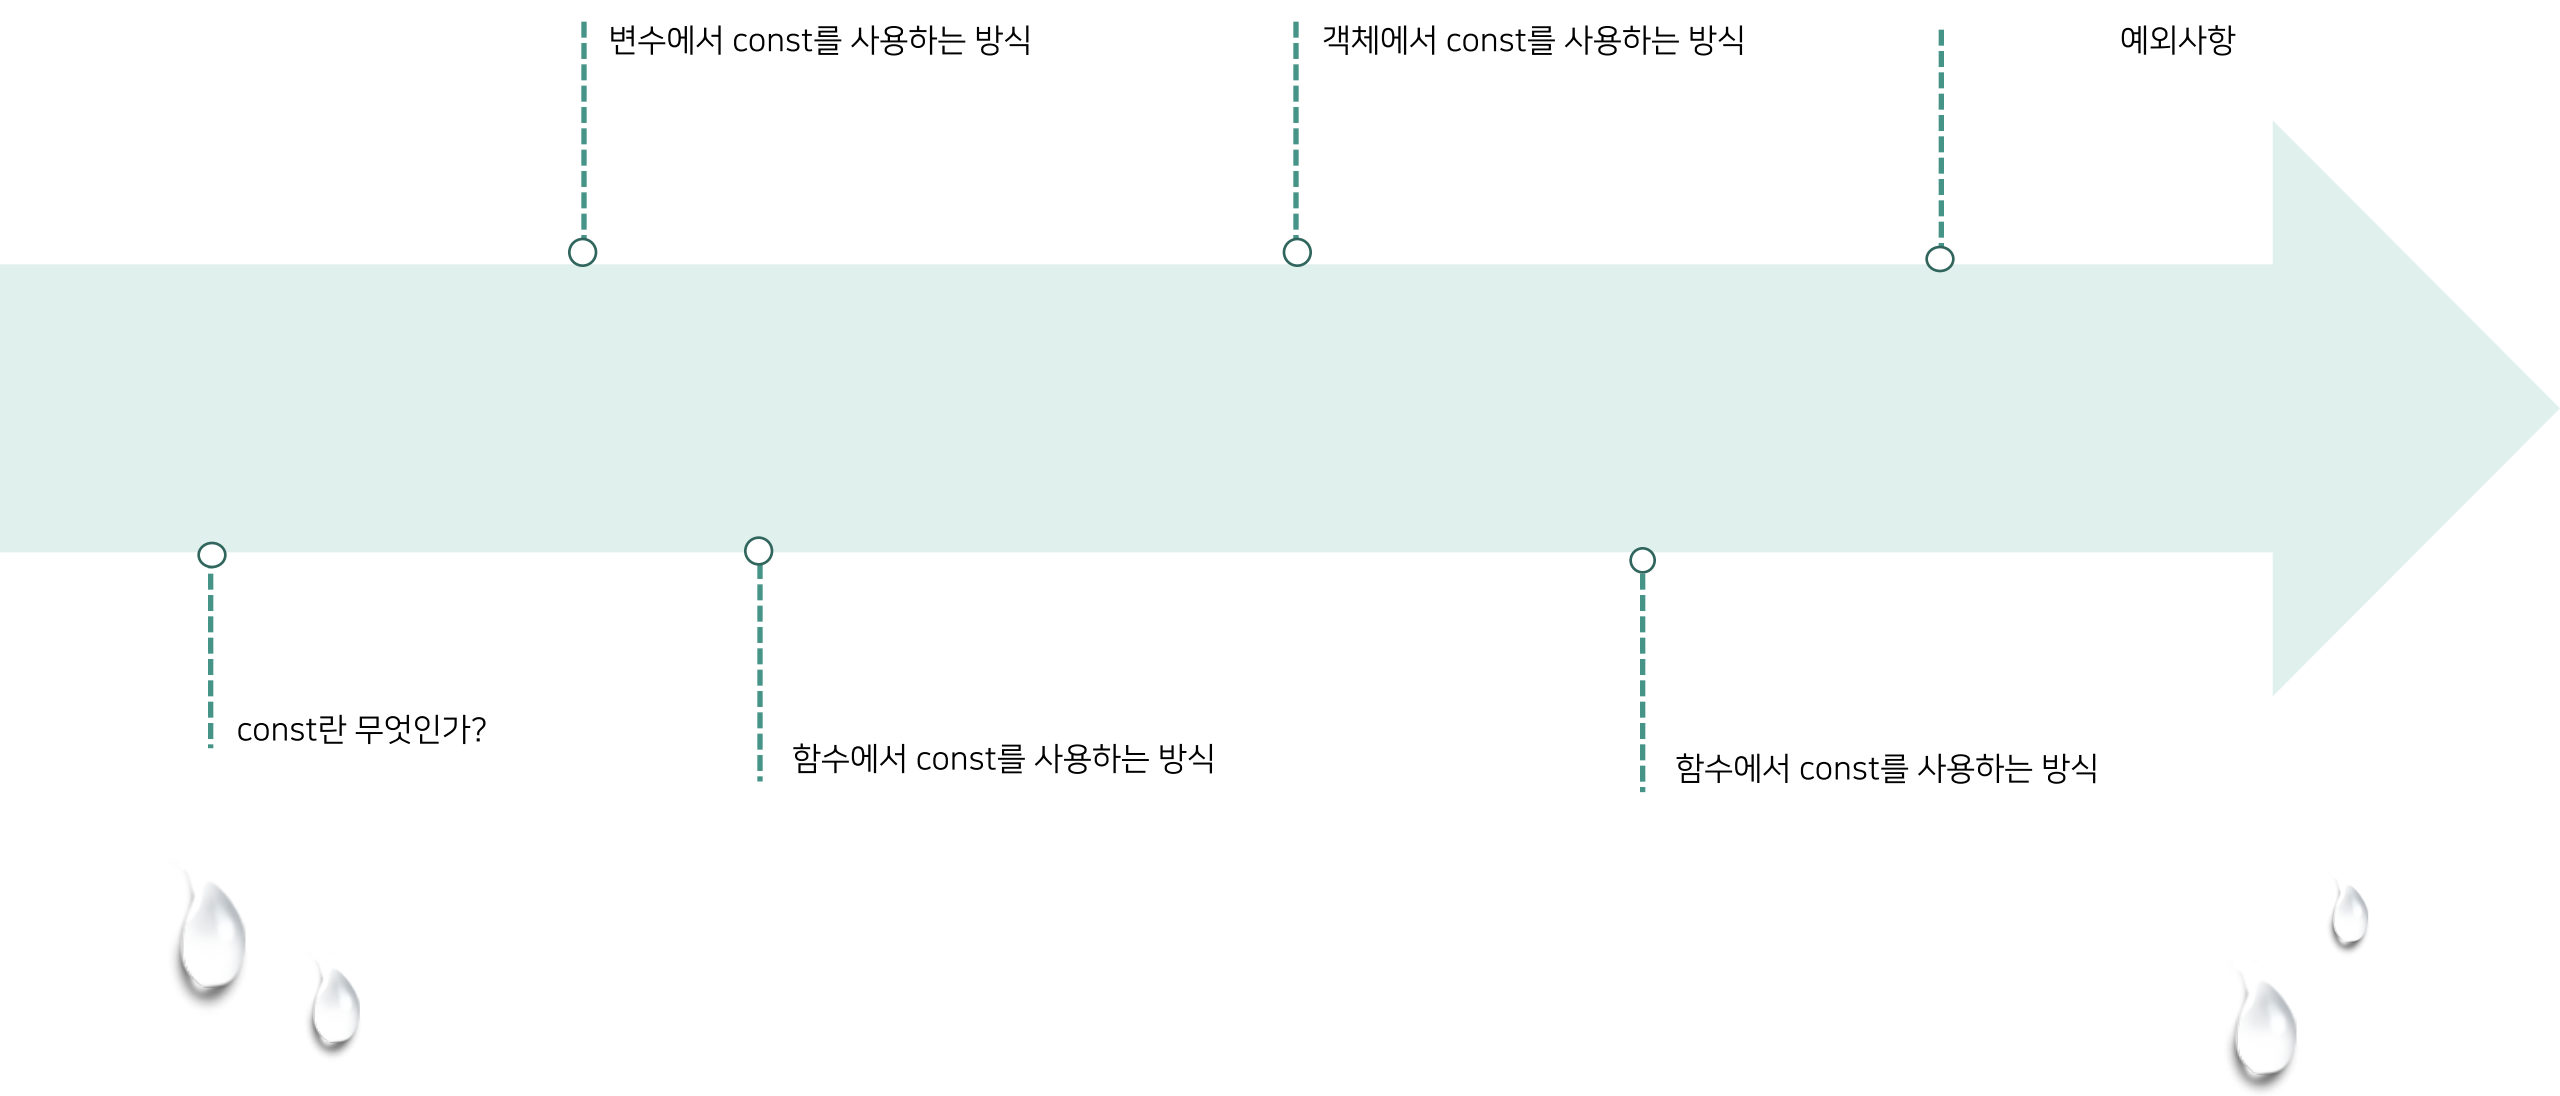 변수에서 const를 사용하는 방식
객체에서 const를 사용하는 방식
예외사항
const란 무엇인가?
함수에서 const를 사용하는 방식
함수에서 const를 사용하는 방식